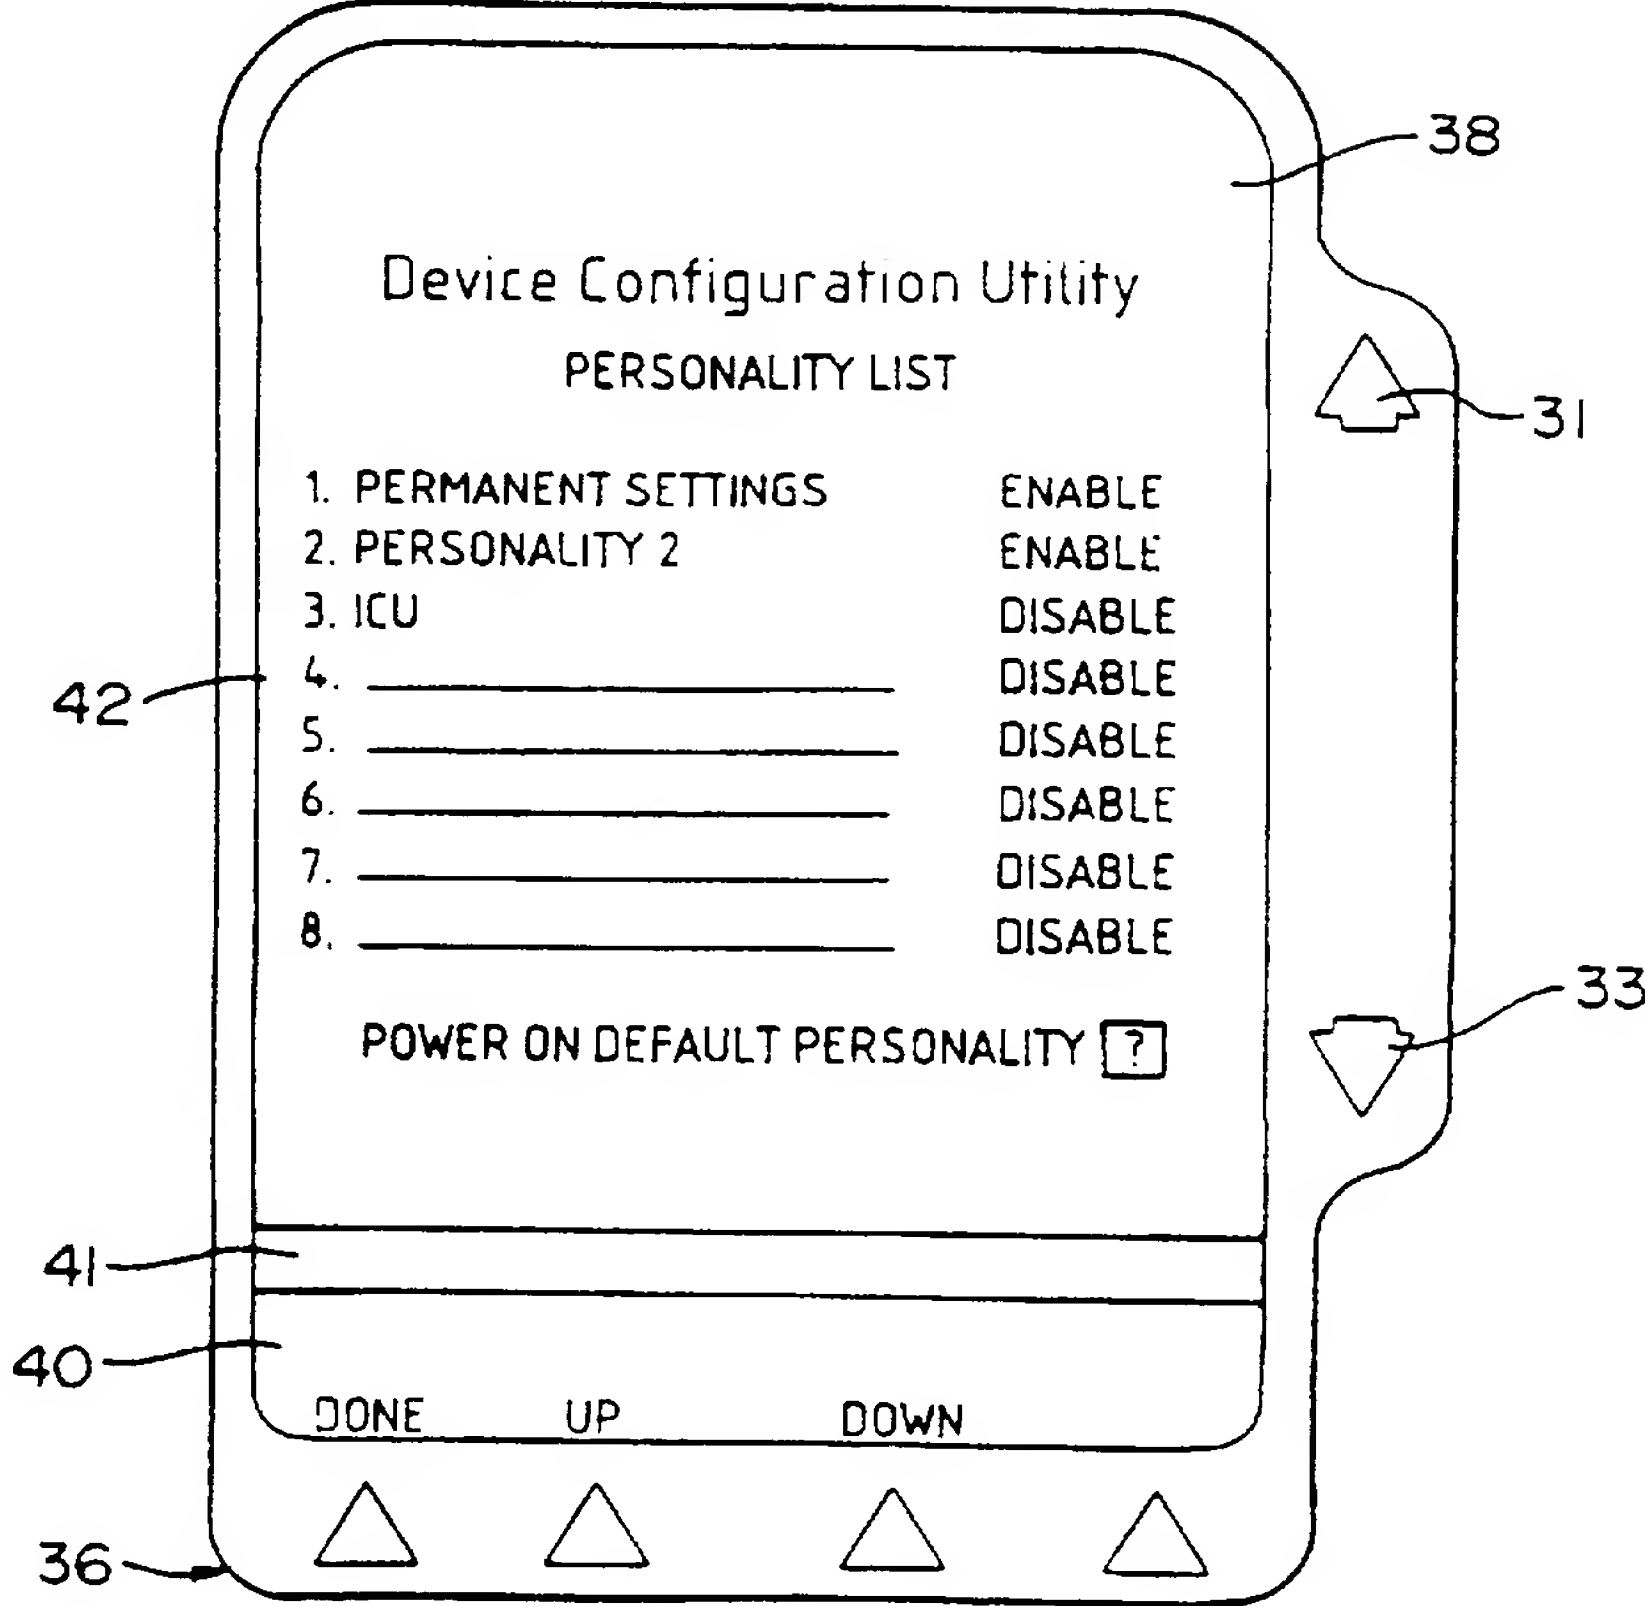 38
Device Configuration Utility
PERSONALITY LIST
31
1. PERMANENT SETTINGS ENABLE
2. PERSONALITY 2 ENABLE
3. ICU DISABLE
42
4. DISABLE
5. DISABLE
6. DISABLE
7. DISABLE
8. DISABLE
33
POWER ON DEFAULT PERSONALITY ?
41
40
DONE UP DOWN
36